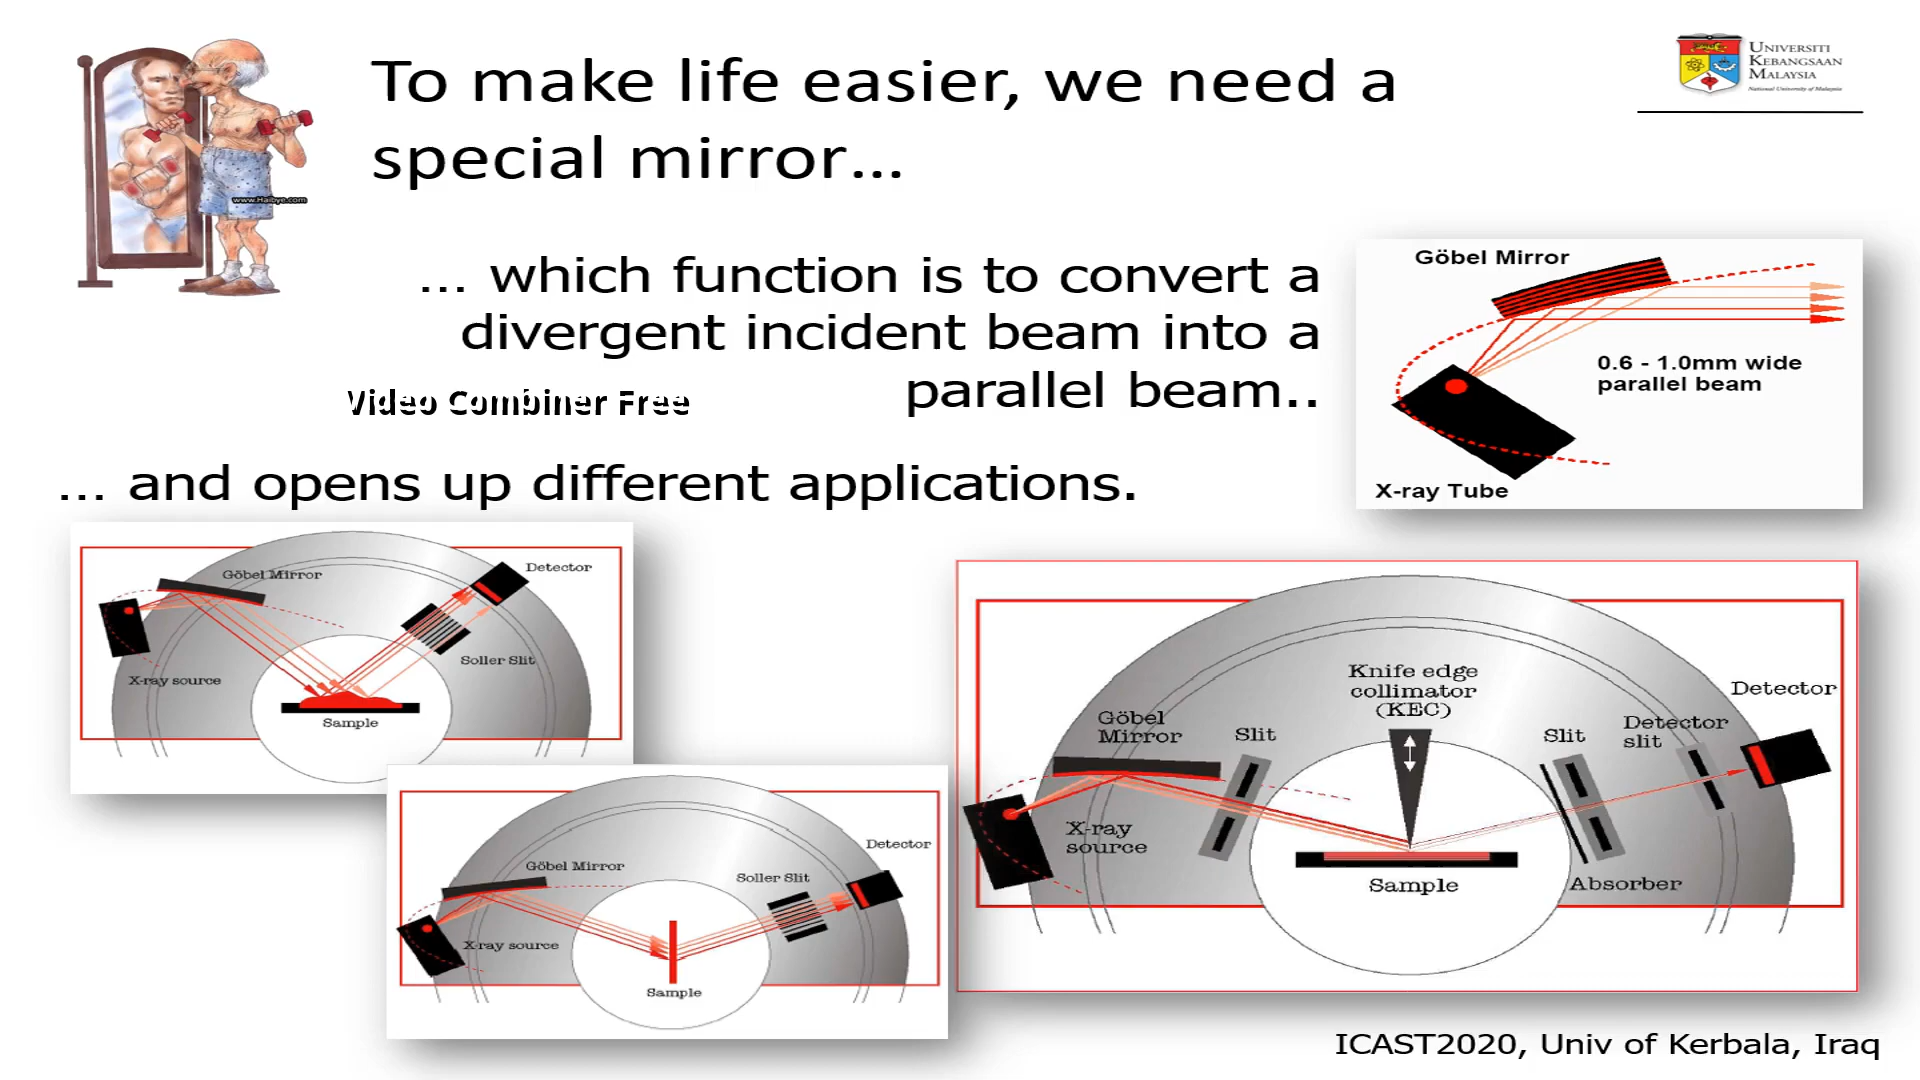 To make life easier, we need a
special mirror...
UNIVERSITI
KEBANGSAAN
MALAYSIA
National University of Malaysia
www.Haibye.com
... which function is to convert a
divergent incident beam into a
parallel beam..
Video Combiner Free
... and opens up different applications.
Göbel Mirror
0.6 - 1.0mm wide
parallel beam
X-ray Tube
Göbel Mirror
Detector
Soller Slit
X-ray source
Sample
Göbel Mirror
Detector
Soller Slit
X-ray source
Sample
Knife edge
collimator
(KEC)
Göbel
Mirror
Slit
Slit
Detector
slit
Detector
X-ray
source
Sample
Absorber
ICAST2020, Univ of Kerbala, Iraq